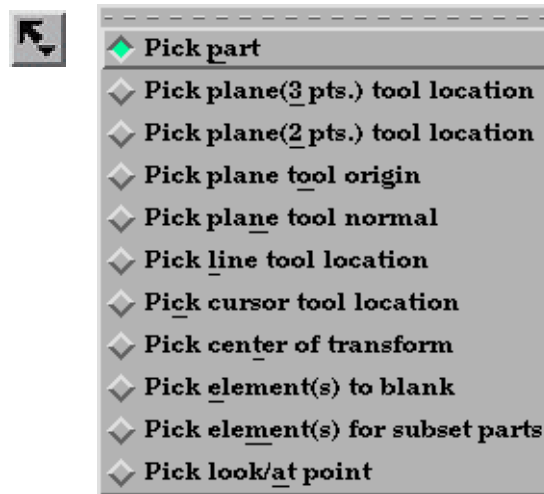 Pick part
Pick plane(3 pts.) tool location
Pick plane(2 pts.) tool location
Pick plane tool origin
Pick plane tool normal
Pick line tool location
Pick cursor tool location
Pick center of transform
Pick element(s) to blank
Pick element(s) for subset parts
Pick look/at point